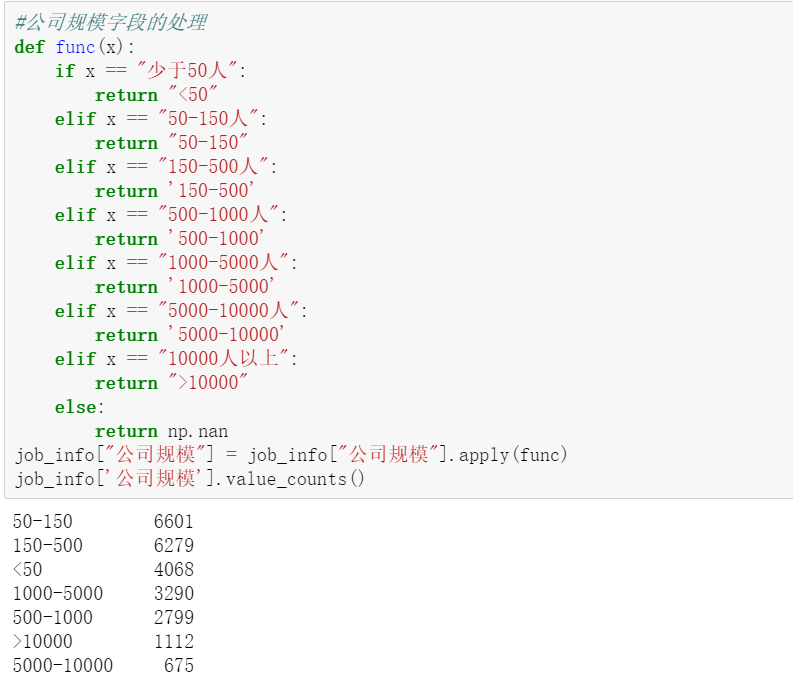 #公司规模字段的处理
def func(x):
    if x == "少于50人":
        return "<50"
    elif x == "50-150人":
        return "50-150"
    elif x == "150-500人":
        return '150-500'
    elif x == "500-1000人":
        return '500-1000'
    elif x == "1000-5000人":
        return '1000-5000'
    elif x == "5000-10000人":
        return '5000-10000'
    elif x == "10000人以上":
        return ">10000"
    else:
        return np.nan
job_info["公司规模"] = job_info["公司规模"].apply(func)
job_info['公司规模'].value_counts()
50-150        6601
150-500       6279
<50           4068
1000-5000     3290
500-1000      2799
>10000        1112
5000-10000     675